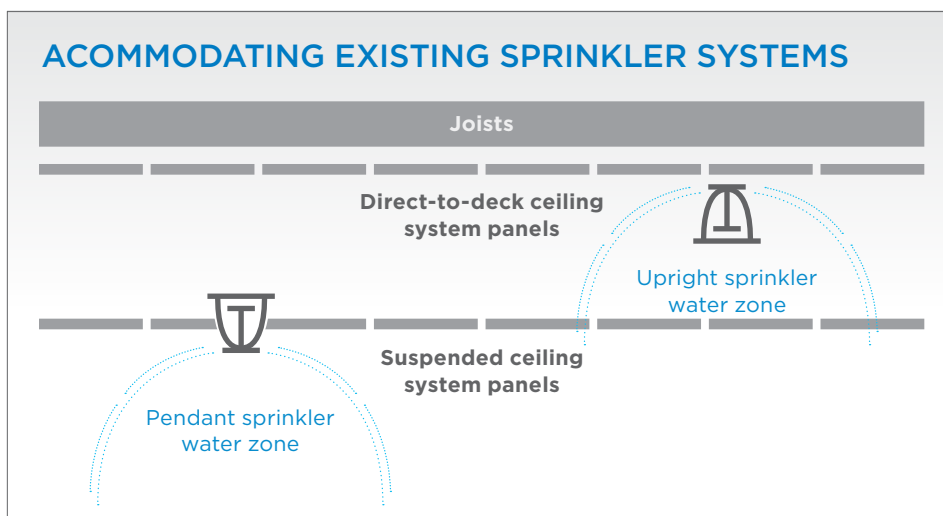 ACOMMODATING EXISTING SPRINKLER SYSTEMS
Joists
Direct-to-deck ceiling
system panels
Upright sprinkler
water zone
Suspended ceiling
system panels
Pendant sprinkler
water zone